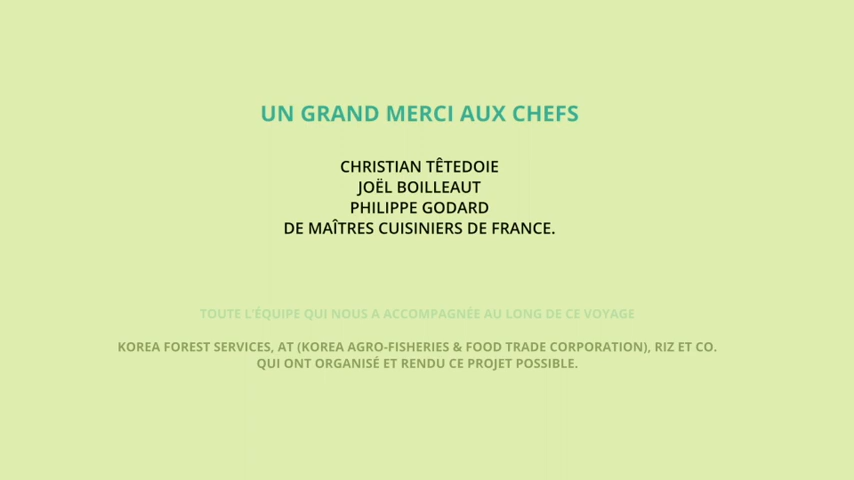 UN GRAND MERCI AUX CHEFS
CHRISTIAN TÊTEDOIE
JOËL BOILLEAUT
PHILIPPE GODARD
DE MAÎTRES CUISINIERS DE FRANCE.
TOUTE L'ÉQUIPE QUI NOUS A ACCOMPAGNÉE AU LONG DE CE VOYAGE
KOREA FOREST SERVICES, AT (KOREA AGRO-FISHERIES & FOOD TRADE CORPORATION), RIZ ET CO.
QUI ONT ORGANISÉ ET RENDU CE PROJET POSSIBLE.